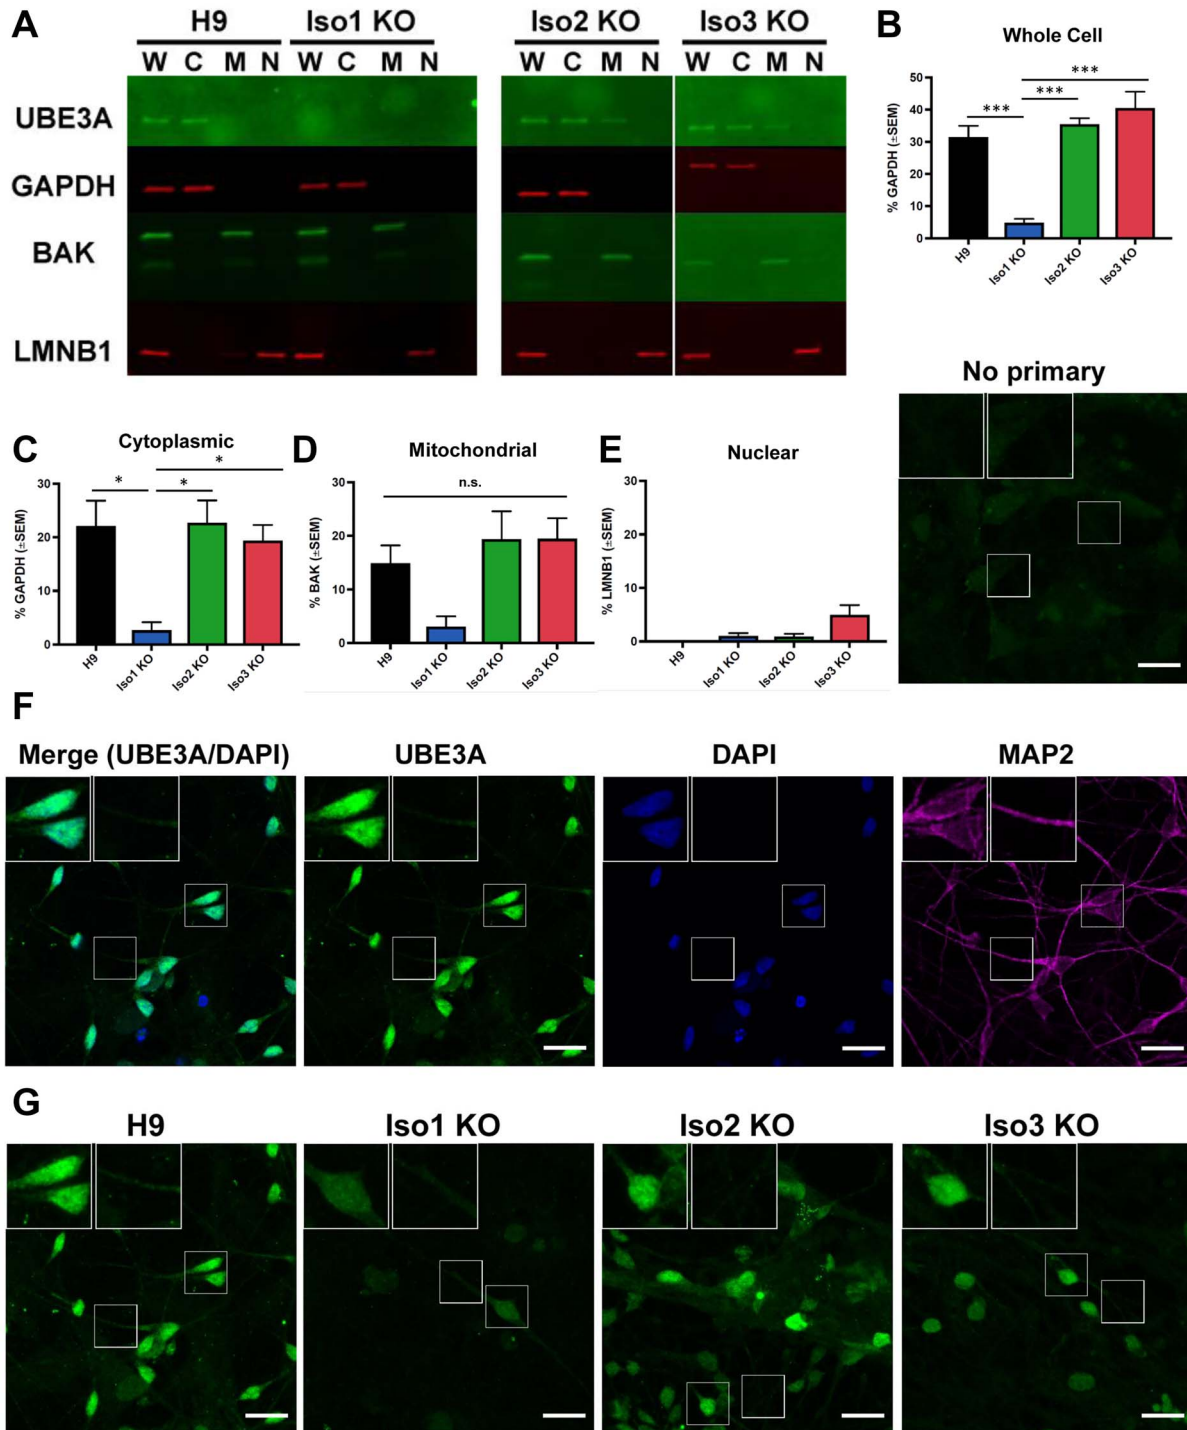 A
H9
Iso1 KO
Iso2 KO
Iso3 KO
W C M N W C M N W C M N W C M N
UBE3A
GAPDH
BAK
LMNB1
B
Whole Cell
% GAPDH (±SEM)
50
40
30
20
10
0
***
***
***
H9
Iso1 KO
Iso2 KO
Iso3 KO
No primary
C
Cytoplasmic
% GAPDH (±SEM)
30
20
10
0
*
*
*
H9
Iso1 KO
Iso2 KO
Iso3 KO
D
Mitochondrial
% BAK (±SEM)
30
20
10
0
n.s.
H9
Iso1 KO
Iso2 KO
Iso3 KO
E
Nuclear
% LMNB1 (±SEM)
30
20
10
0
H9
Iso1 KO
Iso2 KO
Iso3 KO
F
Merge (UBE3A/DAPI)
UBE3A
DAPI
MAP2
G
H9
Iso1 KO
Iso2 KO
Iso3 KO